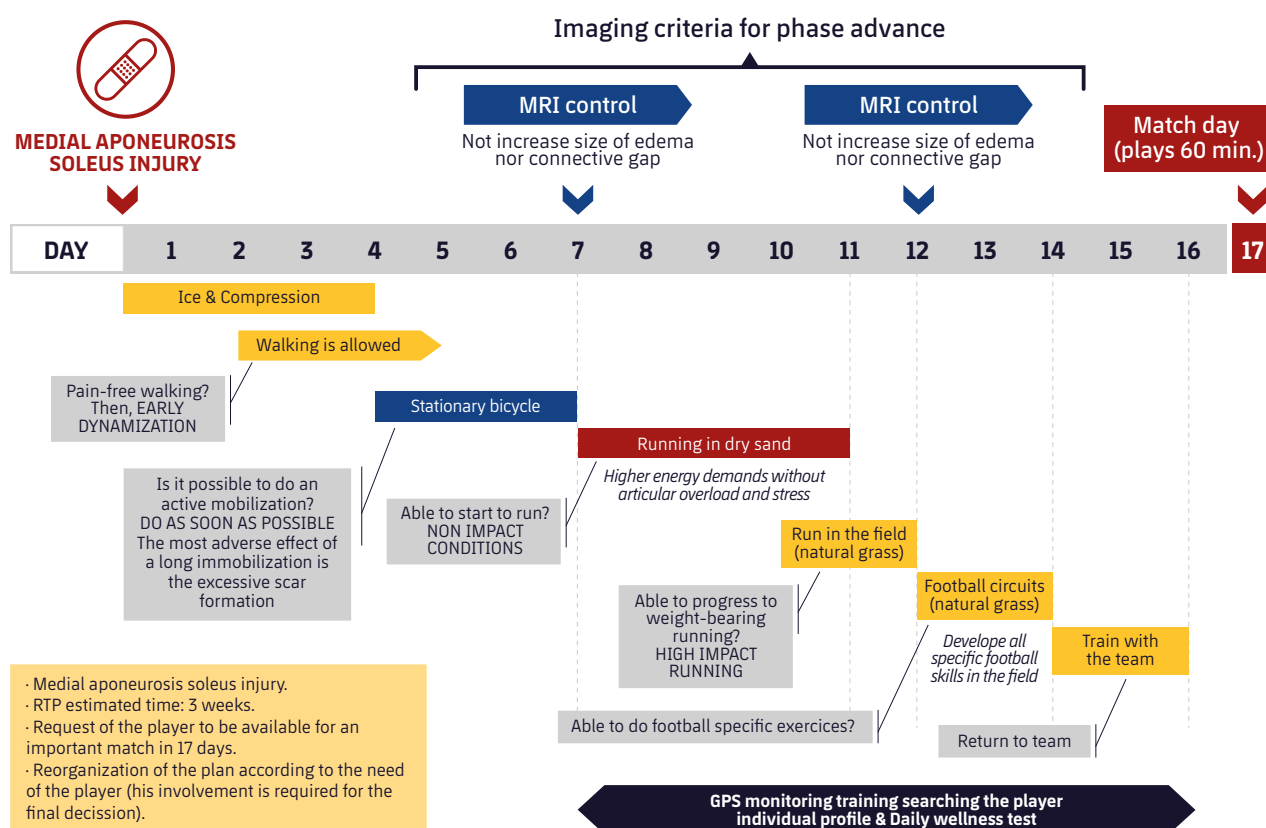 Imaging criteria for phase advance
MEDIAL APONEUROSIS
SOLEUS INJURY
MRI control
Not increase size of edema
nor connective gap
MRI control
Not increase size of edema
nor connective gap
Match day
(plays 60 min.)
DAY 1 2 3 4 5 6 7 8 9 10 11 12 13 14 15 16 17
Ice & Compression
Walking is allowed
Pain-free walking?
Then, EARLY
DYNAMIZATION
Stationary bicycle
Is it possible to do an
active mobilization?
DO AS SOON AS POSSIBLE
The most adverse effect of
a long immobilization is
the excessive scar
formation
Running in dry sand
Higher energy demands without
articular overload and stress
Able to start to run?
NON IMPACT
CONDITIONS
Run in the field
(natural grass)
Able to progress to
weight-bearing
running?
HIGH IMPACT
RUNNING
Football circuits
(natural grass)
Develope all
specific football
skills in the field
Able to do football specific exercices?
Train with
the team
Return to team
· Medial aponeurosis soleus injury.
· RTP estimated time: 3 weeks.
· Request of the player to be available for an
important match in 17 days.
· Reorganization of the plan according to the need
of the player (his involvement is required for the
final decission).
GPS monitoring training searching the player
individual profile & Daily wellness test